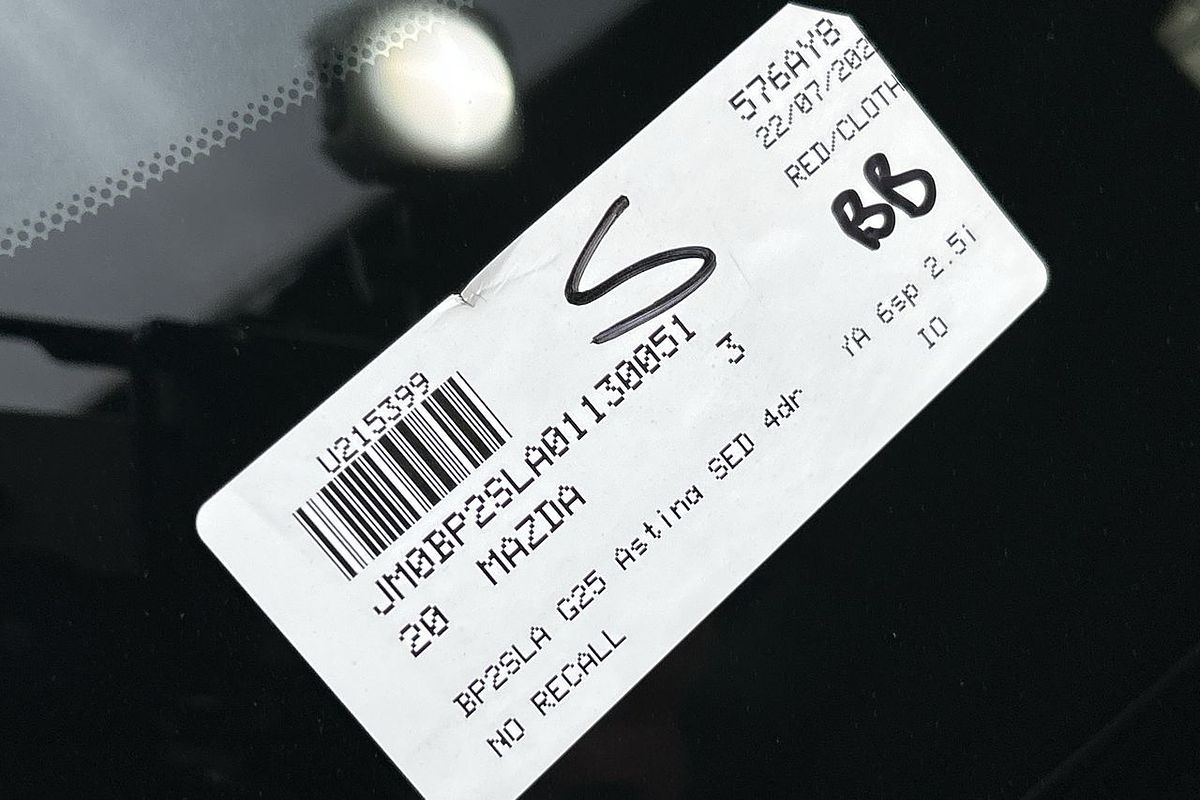 576AY8
22/07/202
RED/CLOTH
BB
S
U215399
JM0BP2SLA01130051
20 MAZDA 3
BP2SLA G25 Astina SED 4dr YA 6sp 2.5i
NO RECALL IO